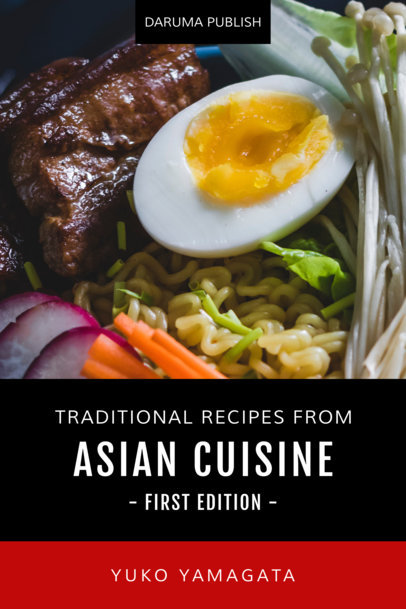 DARUMA PUBLISH
TRADITIONAL RECIPES FROM
ASIAN CUISINE
- FIRST EDITION -
YUKO YAMAGATA